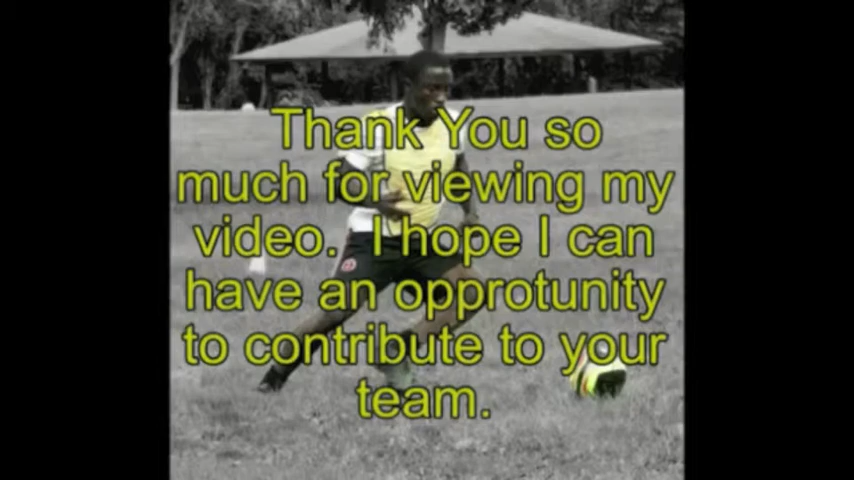 Thank You so
much for viewing my
video.  I hope I can
have an opprotunity
to contribute to your
team.